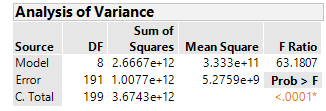 Analysis of Variance
Sum of
Source DF Squares Mean Square F Ratio
Model 8 2.6667e+12 3.333e+11 63.1807
Error 191 1.0077e+12 5.2759e+9 Prob > F
C. Total 199 3.6743e+12 <.0001*